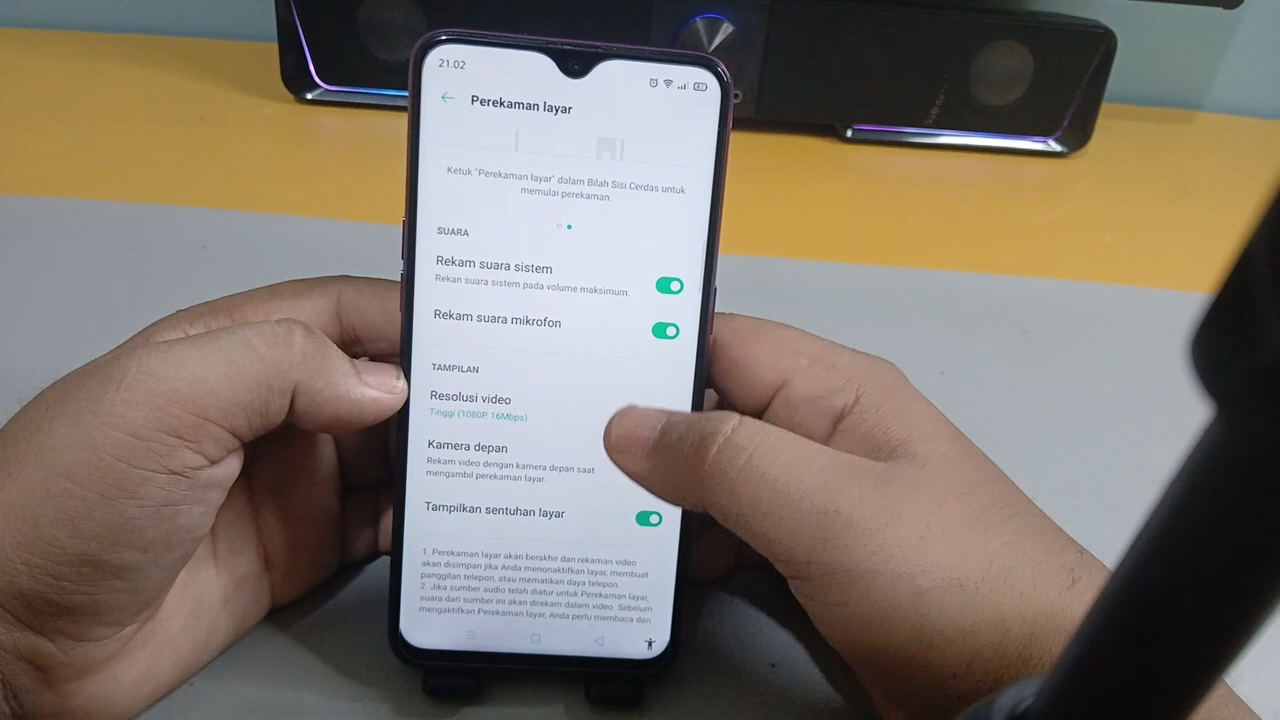 21.02
Perekaman layar
Ketuk "Perekaman layar" dalam Bilah Sisi Cerdas untuk
memulai perekaman.
SUARA
Rekam suara sistem
Rekan suara sistem pada volume maksimum.
Rekam suara mikrofon
TAMPILAN
Resolusi video
Tinggi (1080P, 16Mbps)
Kamera depan
Rekam video dengan kamera depan saat
mengambil perekaman layar.
Tampilkan sentuhan layar
1. Perekaman layar akan berakhir dan rekaman video
akan disimpan jika Anda menonaktifkan layar, membuat
panggilan telepon, atau mematikan daya telepon.
2. Jika sumber audio telah diatur untuk Perekaman layar,
suara dari sumber ini akan direkam dalam video. Sebelum
mengaktifkan Perekaman layar, Anda perlu membaca dan